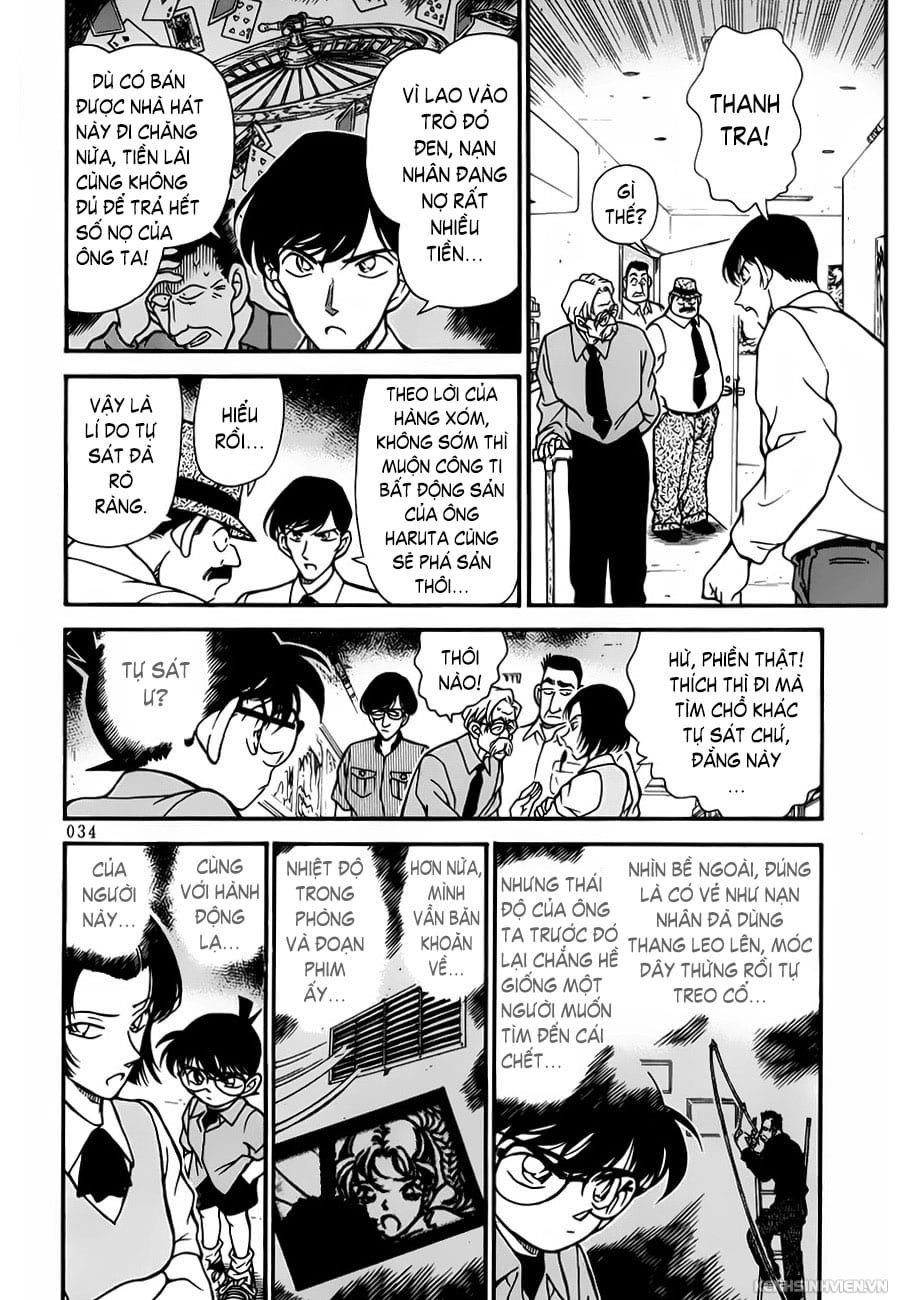 THANH
TRA!
GÌ
THẾ?
VÌ LAO VÀO
TRÒ ĐỎ
ĐEN, NẠN
NHÂN ĐANG
NỢ RẤT
NHIỀU
TIỀN...
DÙ CÓ BÁN
ĐƯỢC NHÀ HÁT
NÀY ĐI CHĂNG
NỮA, TIỀN LÃI
CŨNG KHÔNG
ĐỦ ĐỂ TRẢ HẾT
SỐ NỢ CỦA
ÔNG TA!
THEO LỜI CỦA
HÀNG XÓM,
KHÔNG SỚM THÌ
MUỘN CÔNG TI
BẤT ĐỘNG SẢN
CỦA ÔNG
HARUTA CŨNG
SẼ PHÁ SẢN
THÔI...
HIỂU
RỒI...
VẬY LÀ
LÍ DO TỰ
SÁT ĐÃ
RÕ
RÀNG.
HỪ, PHIỀN THẬT!
THÍCH THÌ ĐI MÀ
TÌM CHỖ KHÁC
TỰ SÁT CHỨ,
ĐẰNG NÀY
...
THÔI
NÀO!
TỰ SÁT
Ư?
034
NHÌN BỀ NGOÀI, ĐÚNG
LÀ CÓ VẺ NHƯ NẠN
NHÂN ĐÃ DÙNG
THANG LEO LÊN, MÓC
DÂY THỪNG RỒI TỰ
TREO CỔ...
NHƯNG THÁI
ĐỘ CỦA ÔNG
TA TRƯỚC ĐÓ
LẠI CHẲNG HỀ
GIỐNG MỘT
NGƯỜI MUỐN
TÌM ĐẾN CÁI
CHẾT...
HƠN NỮA,
MÌNH
VẪN BĂN
KHOĂN
VỀ...
NHIỆT ĐỘ
TRONG
PHÒNG
VÀ ĐOẠN
PHIM
ẤY...
CÙNG
VỚI HÀNH
ĐỘNG
LẠ...
CỦA
NGƯỜI
NÀY...
KENHSINHVIEN.VN